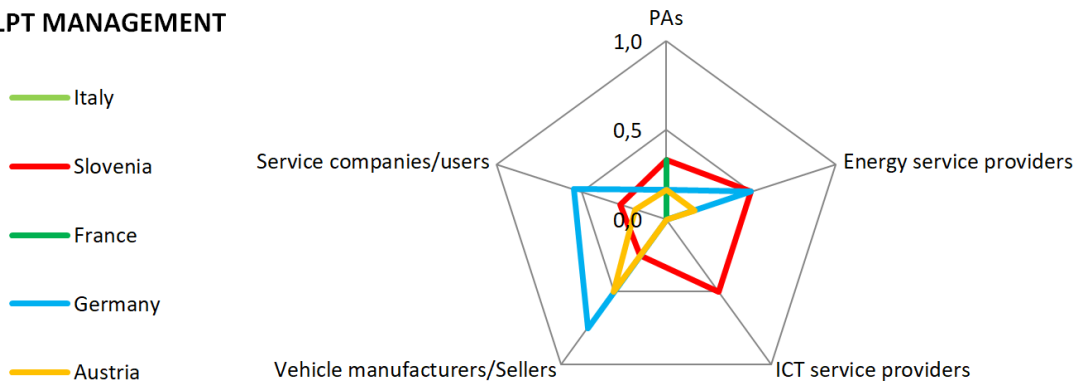 LPT MANAGEMENT
Italy
Slovenia
France
Germany
Austria
PAs
1,0
0,5
0,0
Service companies/users
Energy service providers
Vehicle manufacturers/Sellers
ICT service providers